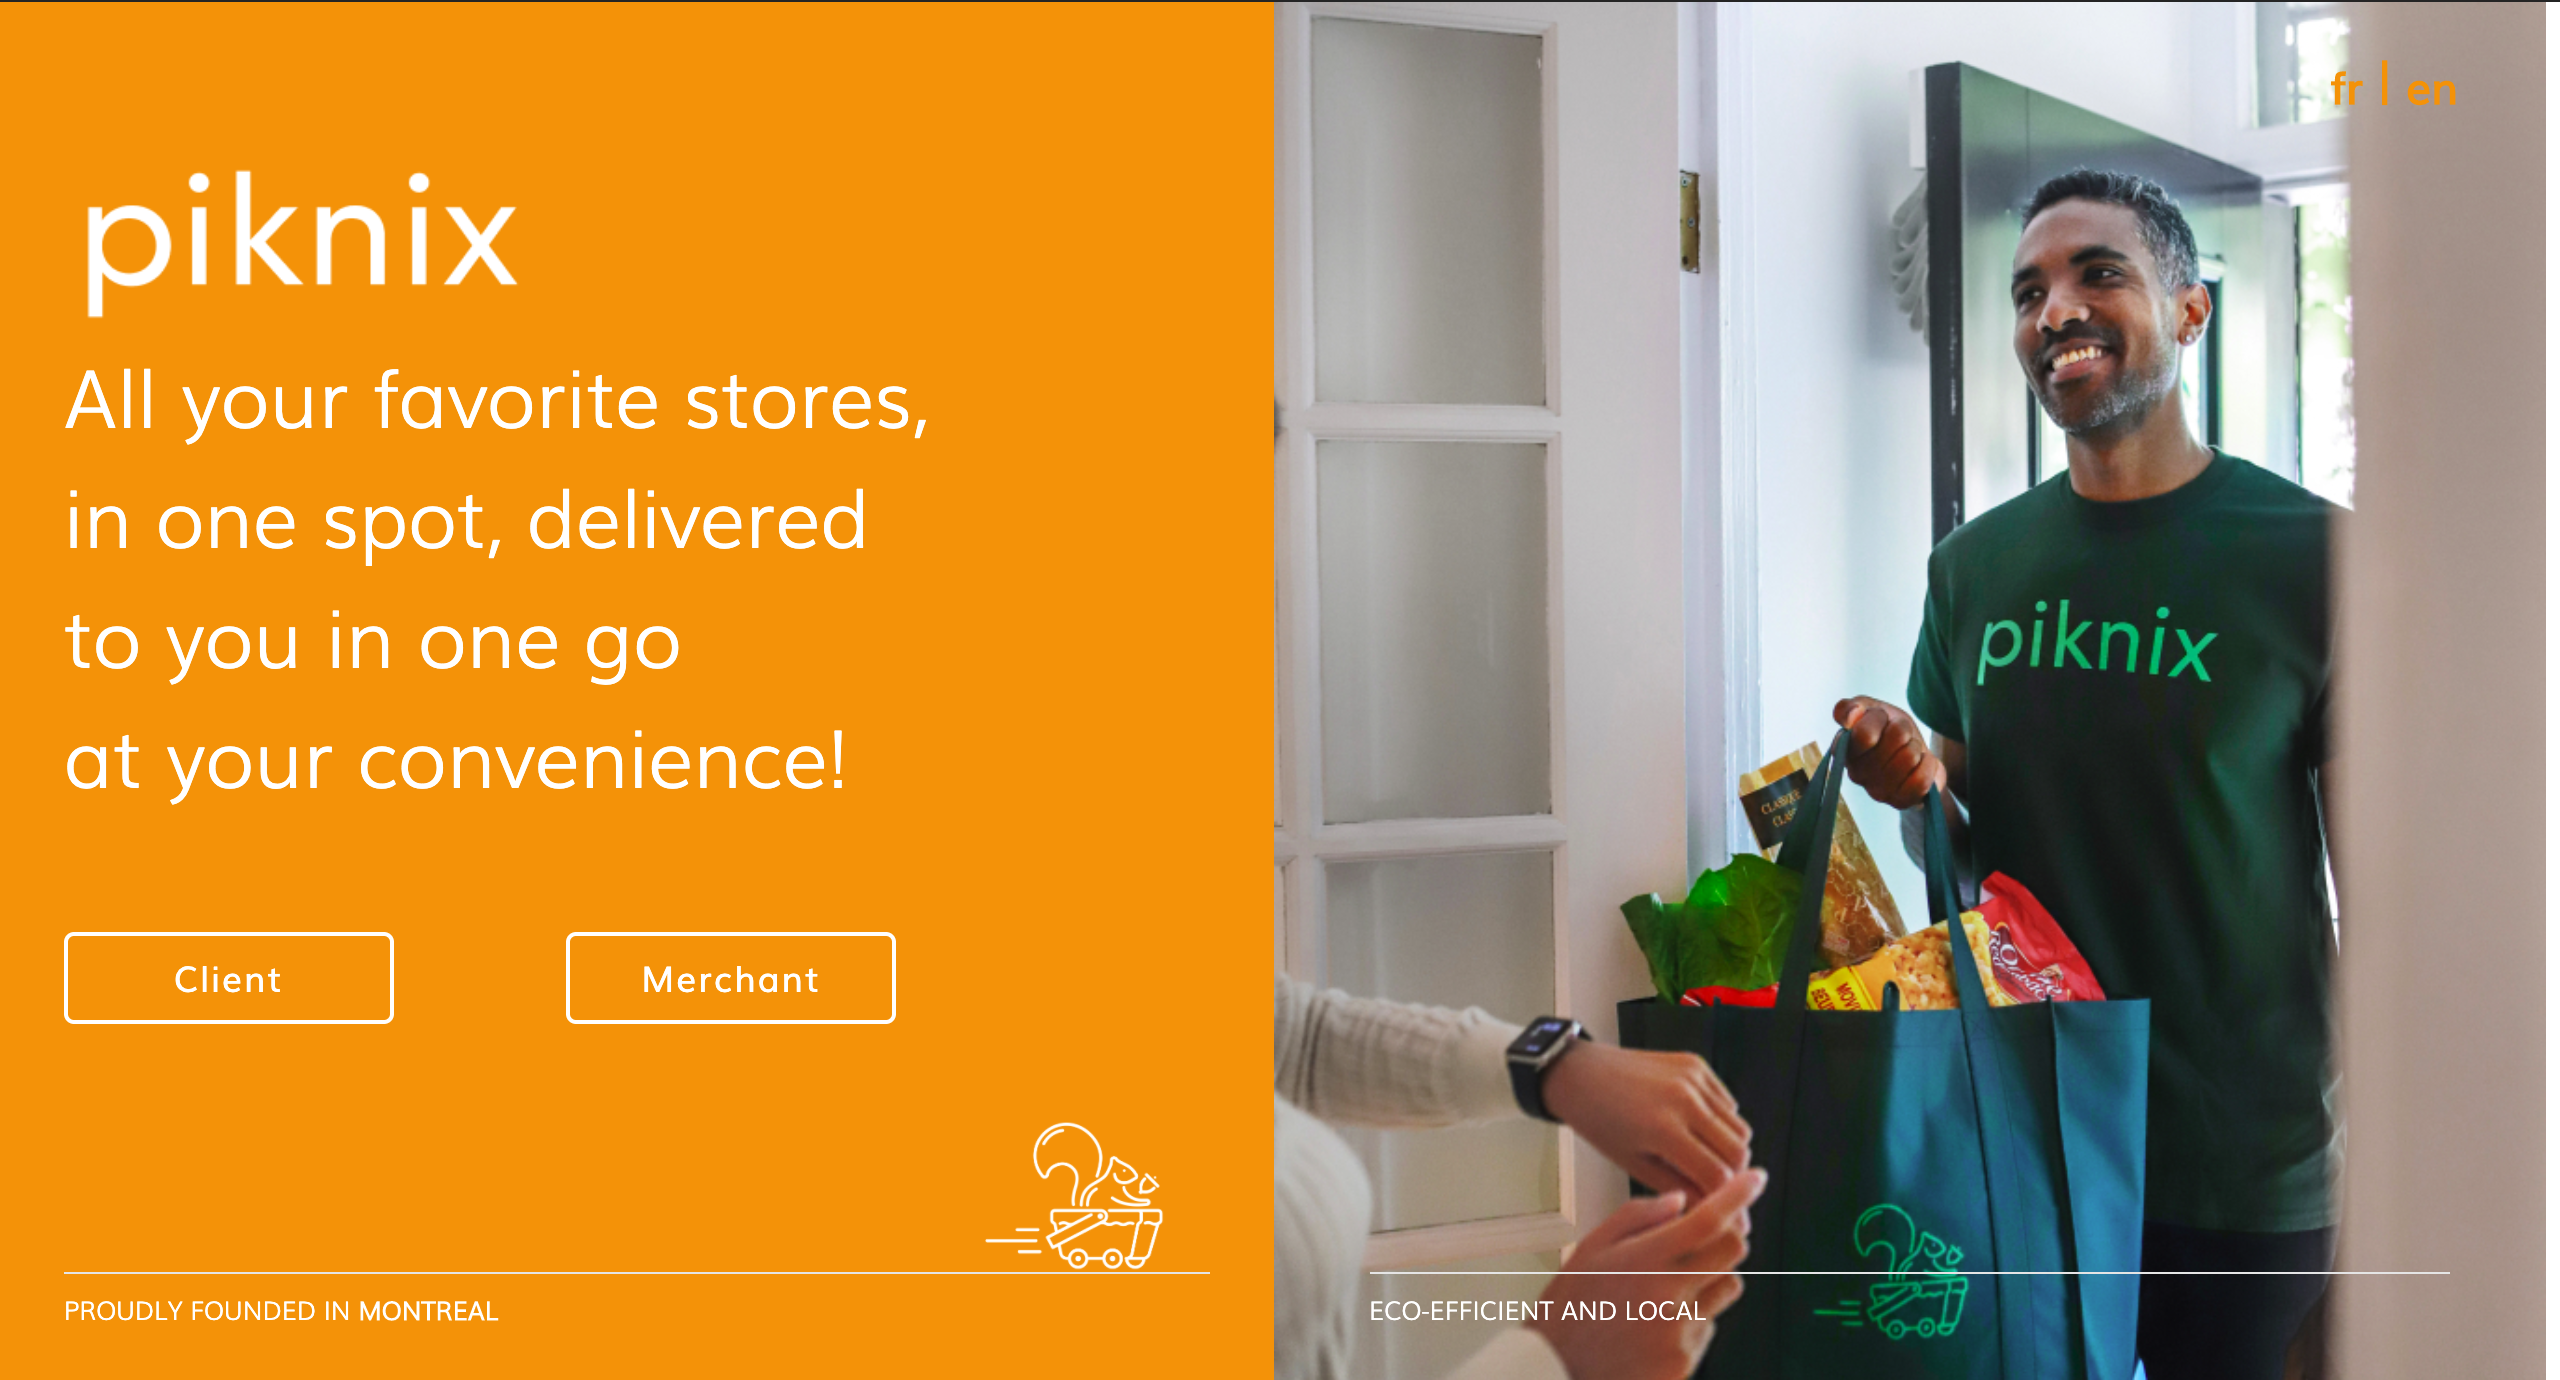 fr | en
piknix
All your favorite stores,
in one spot, delivered
to you in one go
at your convenience!
Client
Merchant
PROUDLY FOUNDED IN MONTREAL
piknix
CLASSIQUE
ECO-EFFICIENT AND LOCAL